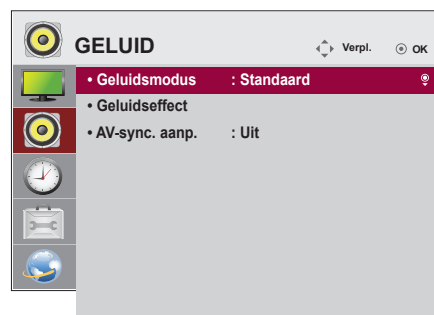 GELUID Verpl. OK
• Geluidsmodus : Standaard
• Geluidseffect
• AV-sync. aanp. : Uit